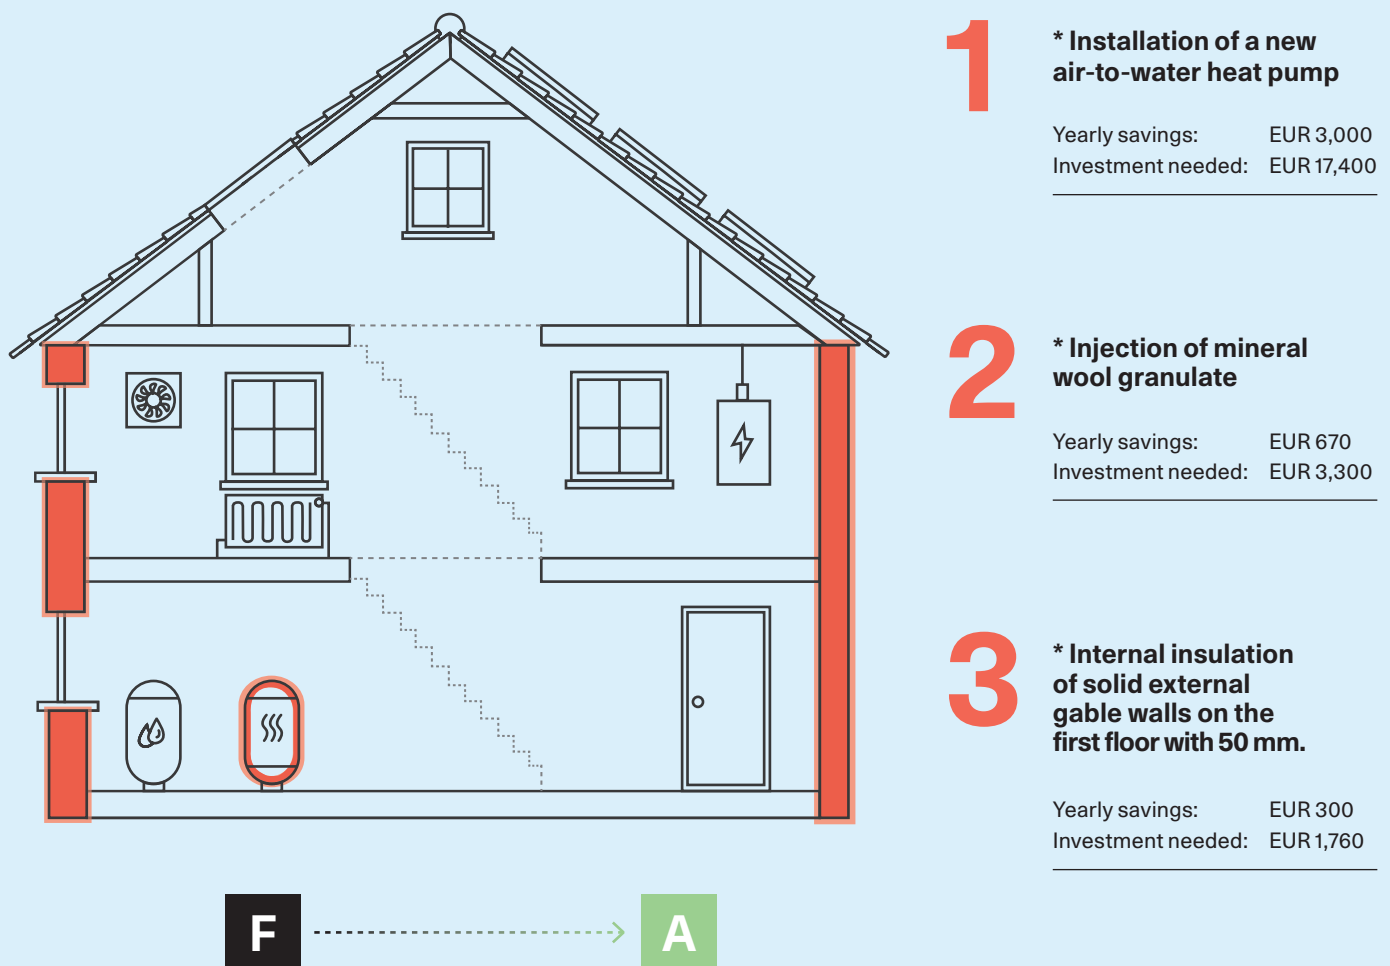 1
* Installation of a new
air-to-water heat pump
Yearly savings: EUR 3,000
Investment needed: EUR 17,400
2
* Injection of mineral
wool granulate
Yearly savings: EUR 670
Investment needed: EUR 3,300
3
* Internal insulation
of solid external
gable walls on the
first floor with 50 mm.
Yearly savings: EUR 300
Investment needed: EUR 1,760
F A